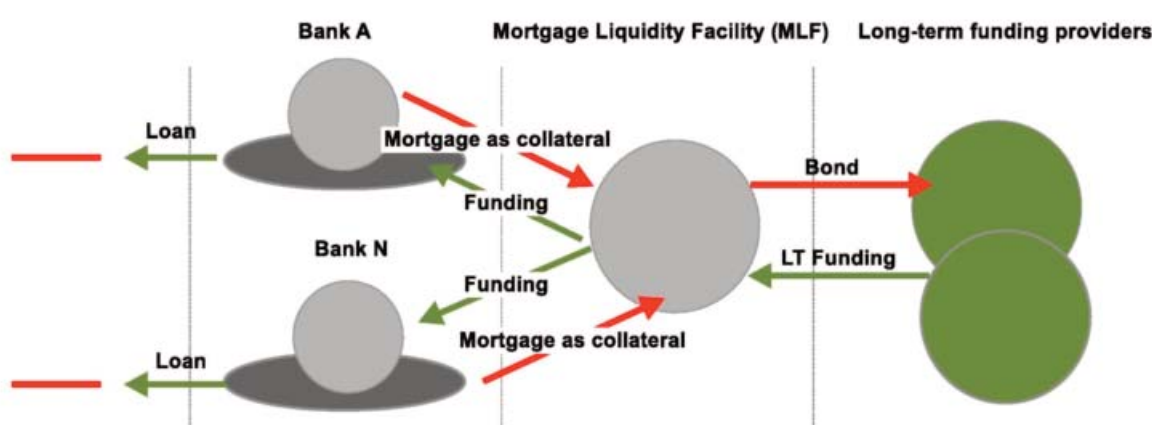 Bank A
Mortgage Liquidity Facility (MLF)
Long-term funding providers
Loan
Mortgage as collateral
Bond
Funding
Bank N
LT Funding
Funding
Mortgage as collateral
Loan